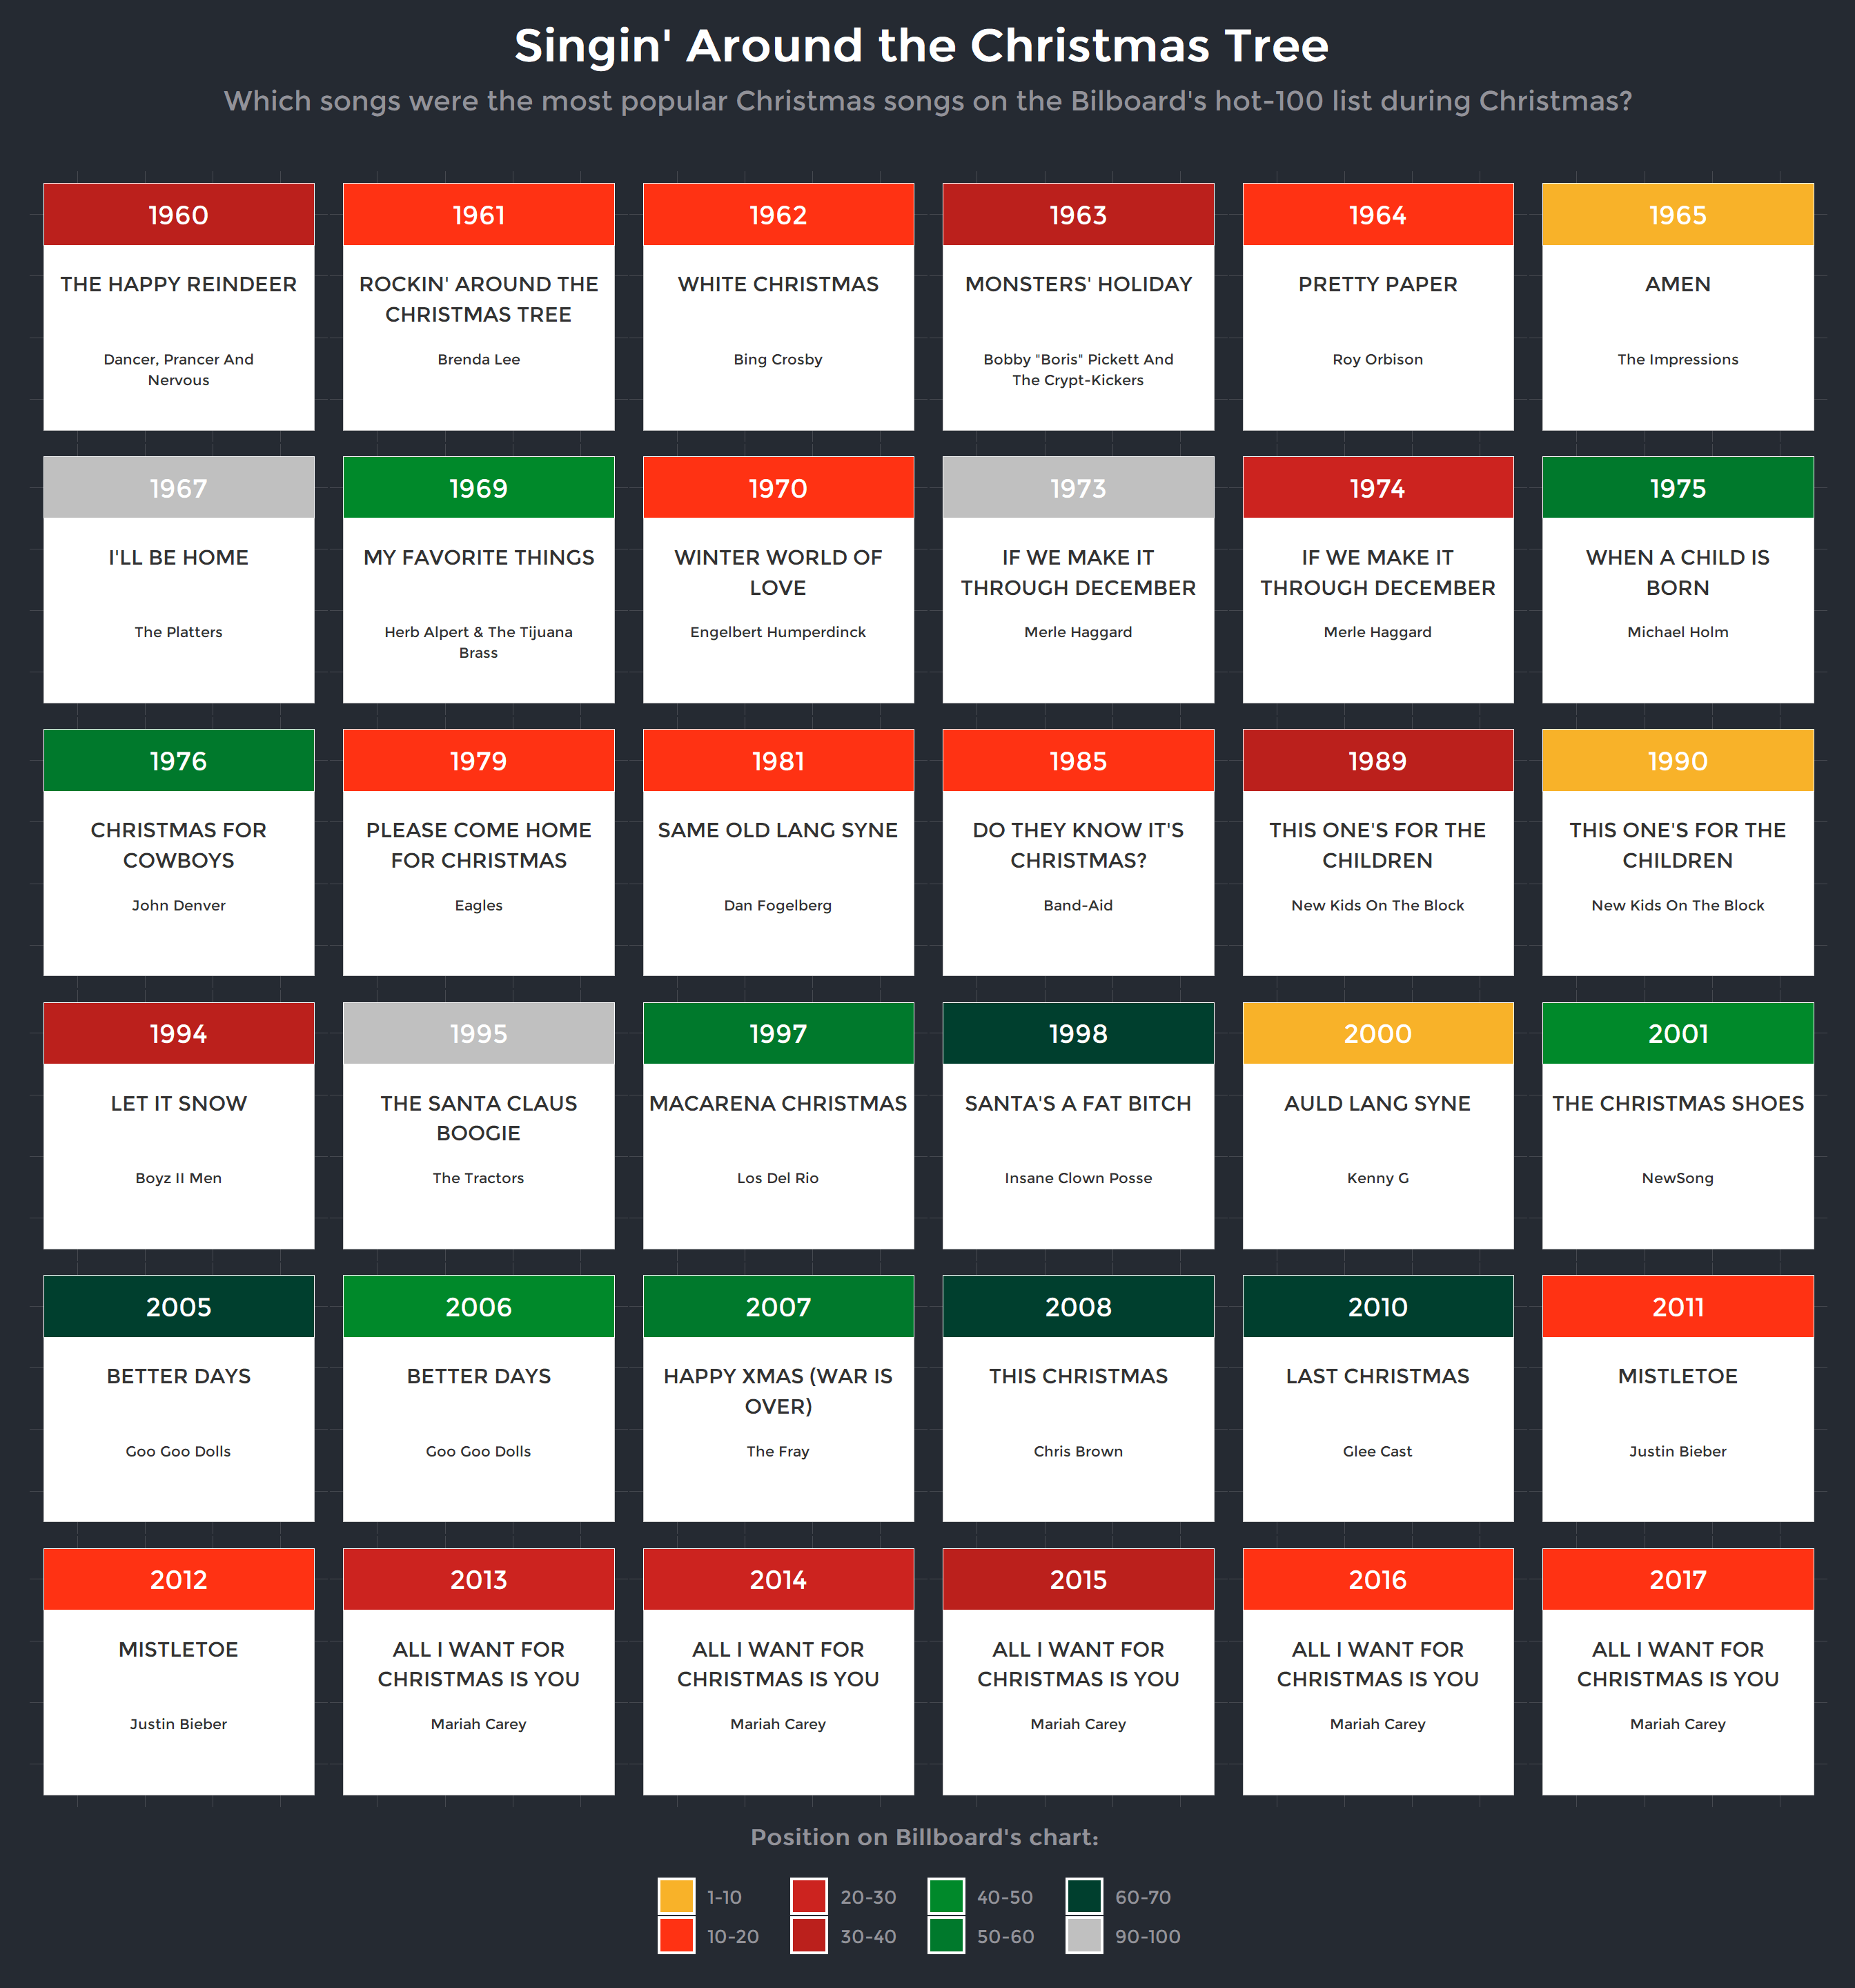 Singin' Around the Christmas Tree
Which songs were the most popular Christmas songs on the Bilboard's hot-100 list during Christmas?
1960
THE HAPPY REINDEER
Dancer, Prancer And
Nervous
1961
ROCKIN' AROUND THE
CHRISTMAS TREE
Brenda Lee
1962
WHITE CHRISTMAS
Bing Crosby
1963
MONSTERS' HOLIDAY
Bobby "Boris" Pickett And
The Crypt-Kickers
1964
PRETTY PAPER
Roy Orbison
1965
AMEN
The Impressions
1967
I'LL BE HOME
The Platters
1969
MY FAVORITE THINGS
Herb Alpert & The Tijuana
Brass
1970
WINTER WORLD OF
LOVE
Engelbert Humperdinck
1973
IF WE MAKE IT
THROUGH DECEMBER
Merle Haggard
1974
IF WE MAKE IT
THROUGH DECEMBER
Merle Haggard
1975
WHEN A CHILD IS
BORN
Michael Holm
1976
CHRISTMAS FOR
COWBOYS
John Denver
1979
PLEASE COME HOME
FOR CHRISTMAS
Eagles
1981
SAME OLD LANG SYNE
Dan Fogelberg
1985
DO THEY KNOW IT'S
CHRISTMAS?
Band-Aid
1989
THIS ONE'S FOR THE
CHILDREN
New Kids On The Block
1990
THIS ONE'S FOR THE
CHILDREN
New Kids On The Block
1994
LET IT SNOW
Boyz II Men
1995
THE SANTA CLAUS
BOOGIE
The Tractors
1997
MACARENA CHRISTMAS
Los Del Rio
1998
SANTA'S A FAT BITCH
Insane Clown Posse
2000
AULD LANG SYNE
Kenny G
2001
THE CHRISTMAS SHOES
NewSong
2005
BETTER DAYS
Goo Goo Dolls
2006
BETTER DAYS
Goo Goo Dolls
2007
HAPPY XMAS (WAR IS
OVER)
The Fray
2008
THIS CHRISTMAS
Chris Brown
2010
LAST CHRISTMAS
Glee Cast
2011
MISTLETOE
Justin Bieber
2012
MISTLETOE
Justin Bieber
2013
ALL I WANT FOR
CHRISTMAS IS YOU
Mariah Carey
2014
ALL I WANT FOR
CHRISTMAS IS YOU
Mariah Carey
2015
ALL I WANT FOR
CHRISTMAS IS YOU
Mariah Carey
2016
ALL I WANT FOR
CHRISTMAS IS YOU
Mariah Carey
2017
ALL I WANT FOR
CHRISTMAS IS YOU
Mariah Carey
Position on Billboard's chart:
1-10
20-30
40-50
60-70
10-20
30-40
50-60
90-100